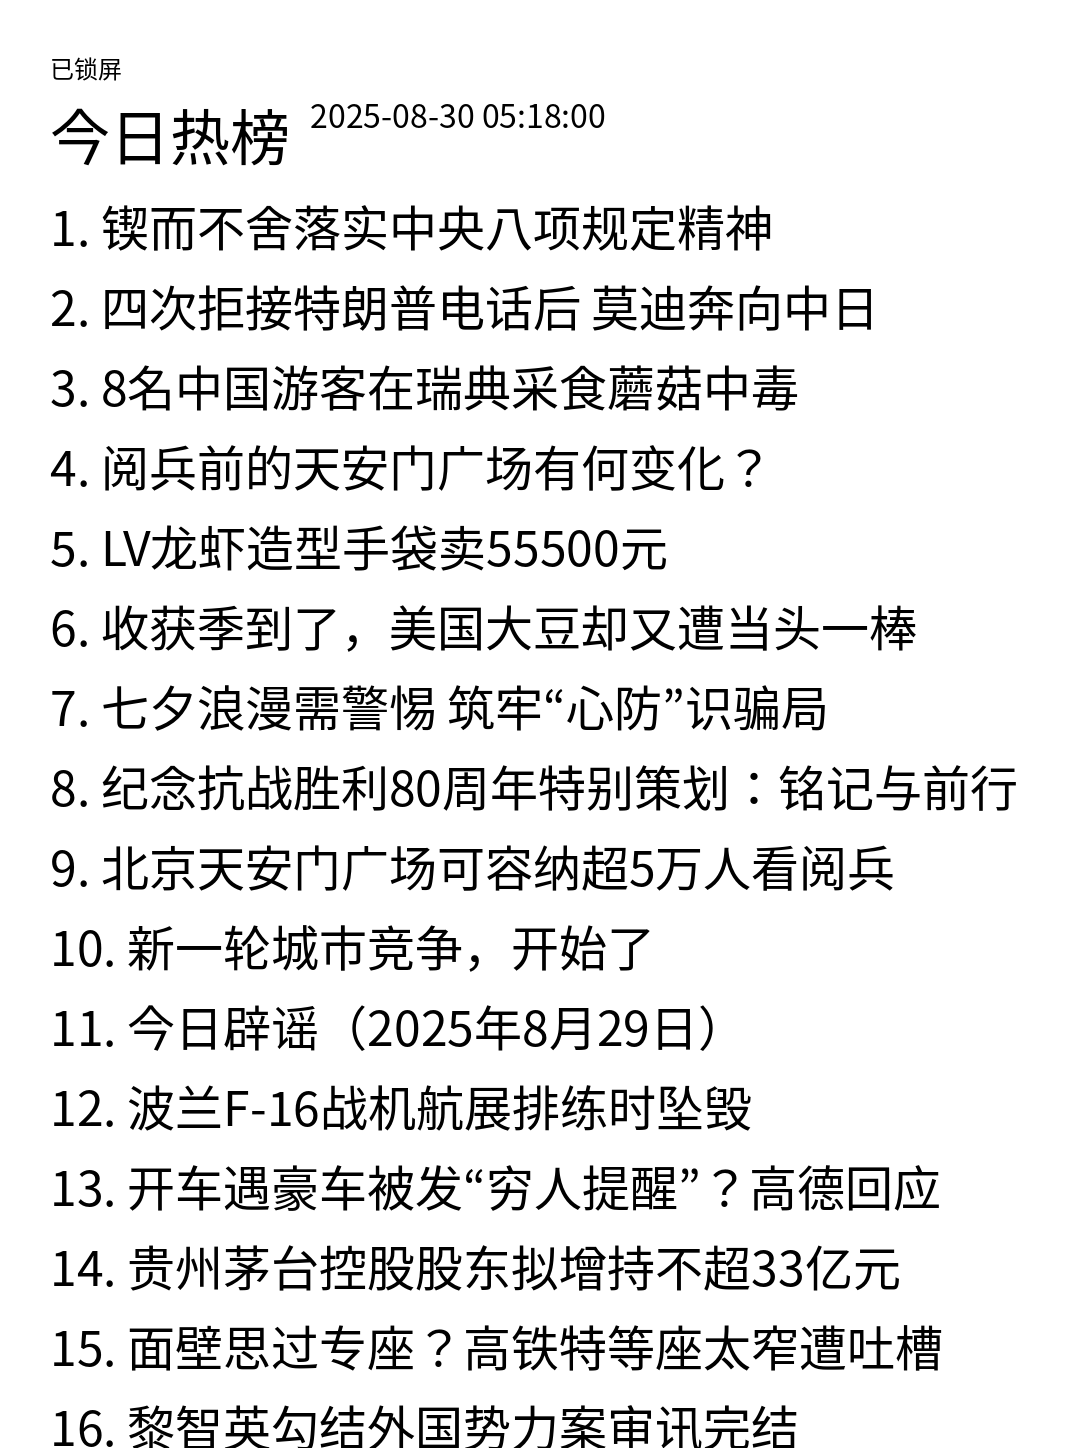 已锁屏
今日热榜 2025-08-30 05:18:00
1. 锲而不舍落实中央八项规定精神
2. 四次拒接特朗普电话后 莫迪奔向中日
3. 8名中国游客在瑞典采食蘑菇中毒
4. 阅兵前的天安门广场有何变化？
5. LV龙虾造型手袋卖55500元
6. 收获季到了，美国大豆却又遭当头一棒
7. 七夕浪漫需警惕 筑牢“心防”识骗局
8. 纪念抗战胜利80周年特别策划：铭记与前行
9. 北京天安门广场可容纳超5万人看阅兵
10. 新一轮城市竞争，开始了
11. 今日辟谣（2025年8月29日）
12. 波兰F-16战机航展排练时坠毁
13. 开车遇豪车被发“穷人提醒”？高德回应
14. 贵州茅台控股股东拟增持不超33亿元
15. 面壁思过专座？高铁特等座太窄遭吐槽
16. 黎智英勾结外国势力案审讯完结